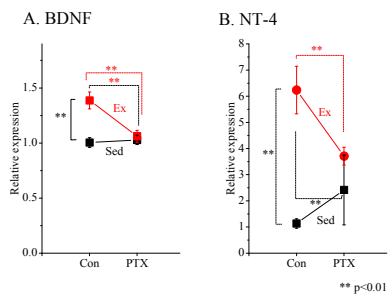 A. BDNF
B. NT-4
**
**
**
Relative expression
1.5
1.0
0.5
0.0
Ex
Sed
Con
PTX
**
**
**
Relative expression
8
7
6
5
4
3
2
1
0
Ex
Sed
Con
PTX
** p<0.01